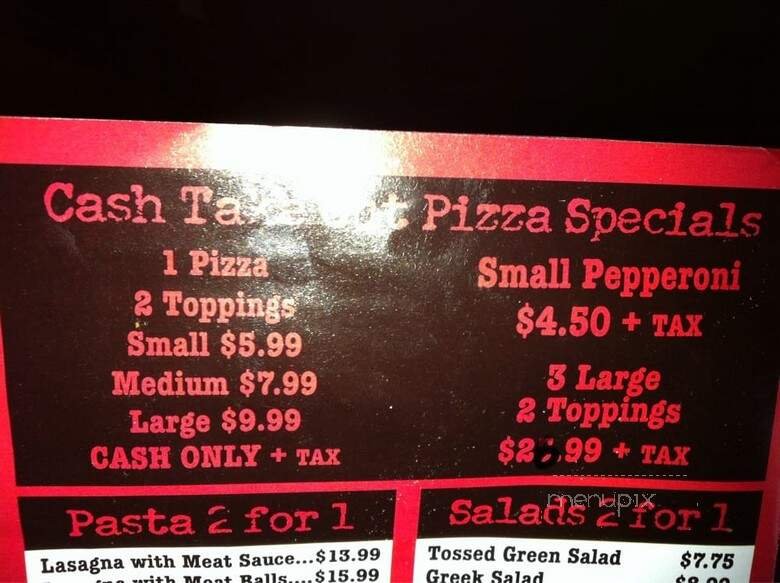 Cash Pizza Specials
1 Pizza
2 Toppings
Small $5.99
Medium $7.99
Large $9.99
CASH ONLY + TAX
Small Pepperoni
$4.50 + TAX
3 Large
2 Toppings
+ TAX
menupix
Pasta 2 for 1
Lasagna with Meat Sauce...$13.99
with Meat Balls....$15.99
Salads 2 for 1
Tossed Green Salad $7.75
Greek Salad